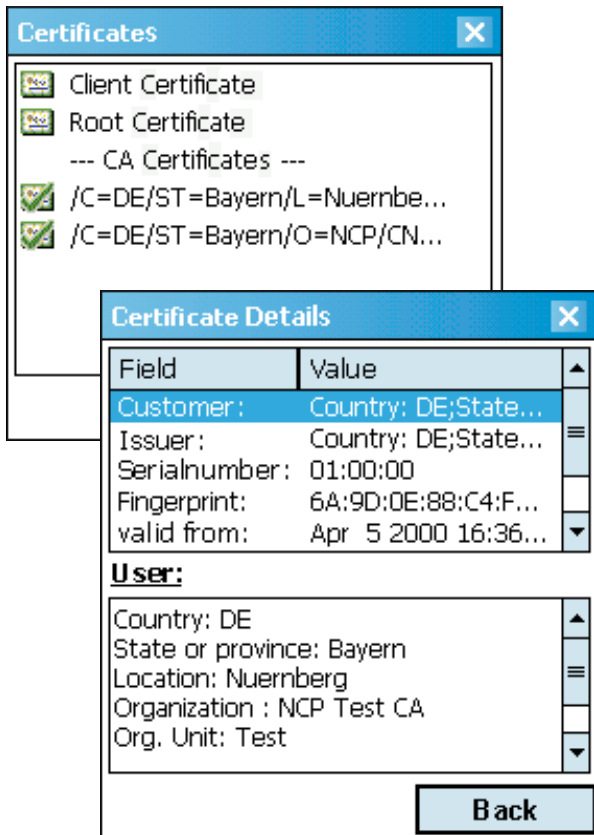 Certificates
Client Certificate
Root Certificate
--- CA Certificates ---
/C=DE/ST=Bayern/L=Nuernbe...
/C=DE/ST=Bayern/O=NCP/CN...
Certificate Details
Field Value
Customer: Country: DE;State...
Issuer: Country: DE;State...
Serialnumber: 01:00:00
Fingerprint: 6A:9D:0E:88:C4:F...
valid from: Apr 5 2000 16:36...
User:
Country: DE
State or province: Bayern
Location: Nuernberg
Organization : NCP Test CA
Org. Unit: Test
Back